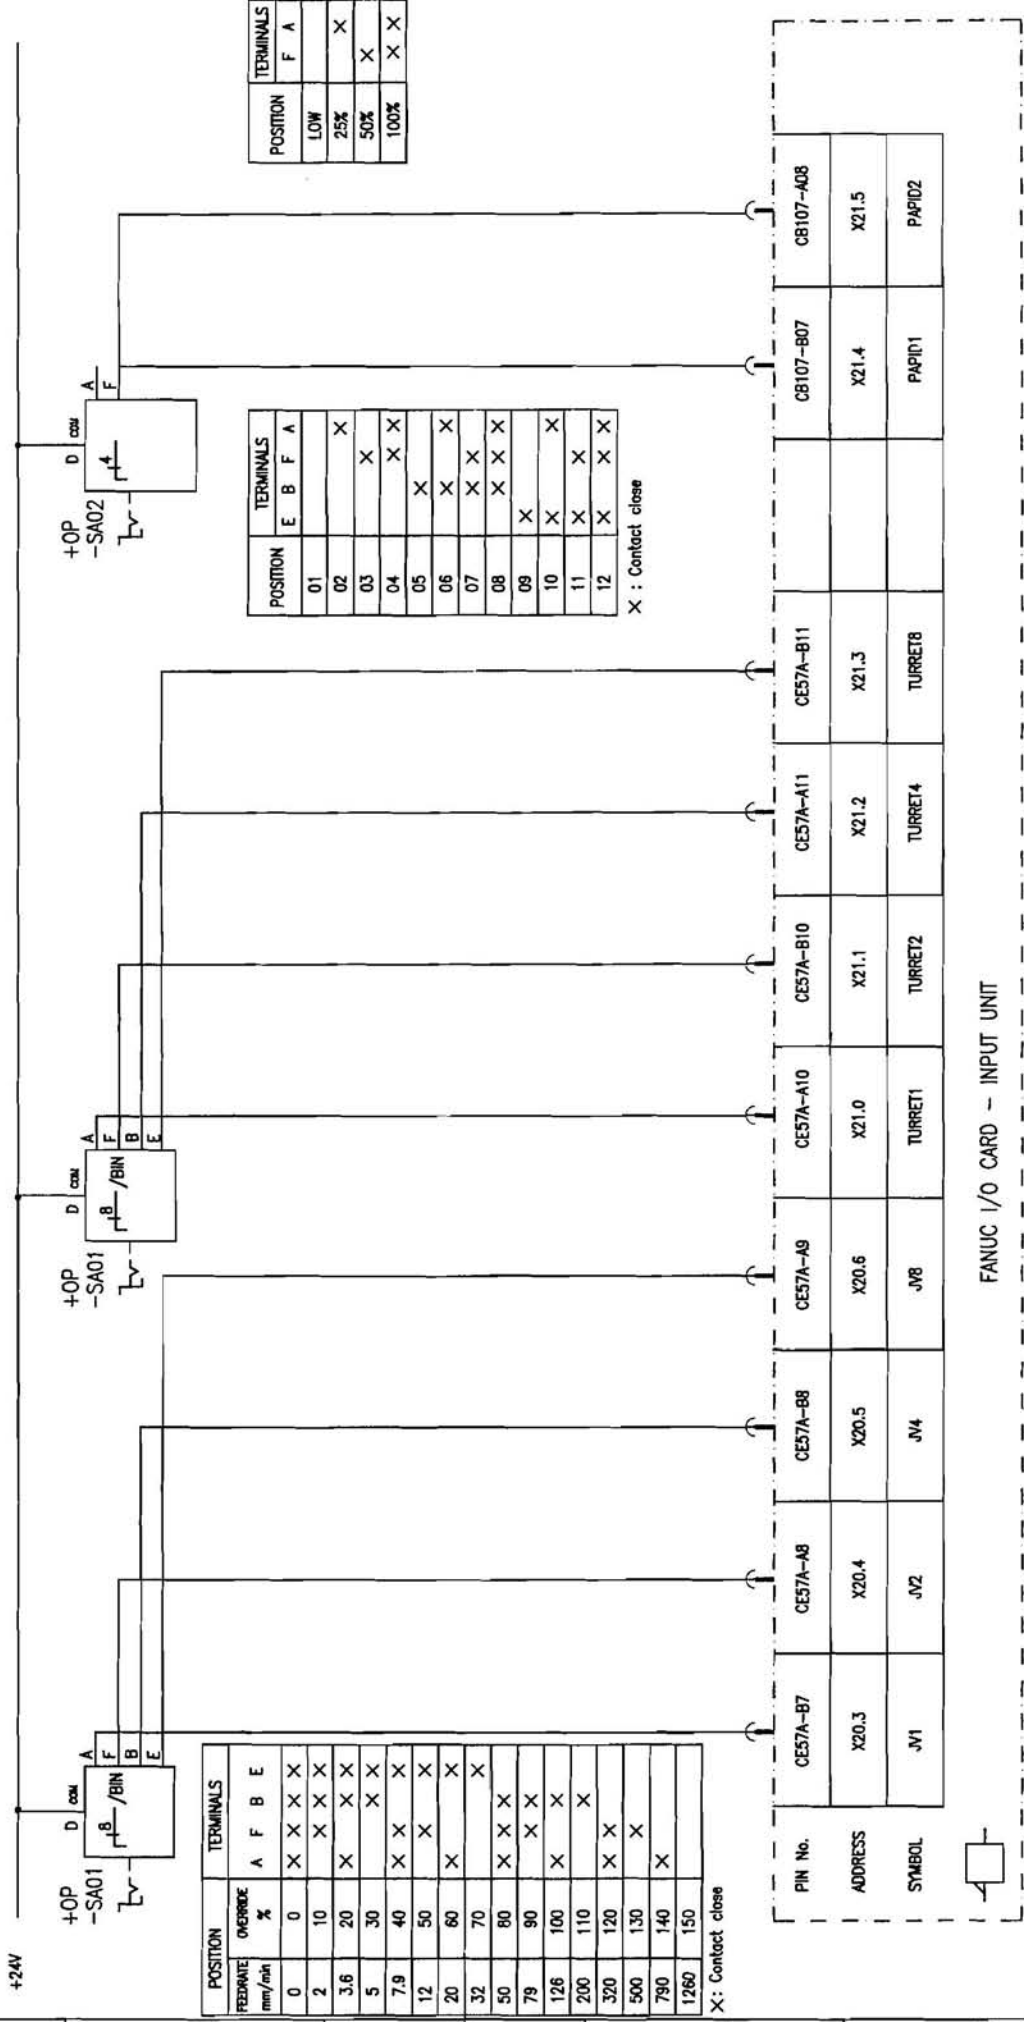 +24V
+OP
-SA01
D COM
8 /BIN
A
F
B
E
+OP
-SA01
D COM
8 /BIN
A
F
B
E
+OP
-SA02
D COM
4
A
F
POSITION TERMINALS
FEEDRATE mm/min OVERRIDE % A F B E
0 0 X X X X
2 10 X X X
3.6 20 X X X
5 30 X X
7.9 40 X X X
12 50 X X
20 60 X X
32 70 X
50 80 X X X
79 90 X X
126 100 X X
200 110 X
320 120 X X
500 130 X
790 140 X
1260 150
X: Contact close
POSITION TERMINALS
E B F A
01
02 X
03 X
04 X X
05 X
06 X X
07 X X
08 X X X
09 X
10 X X
11 X X
12 X X X
X : Contact close
POSITION TERMINALS
F A
LOW
25% X
50% X
100% X X
PIN No. CE57A-B7 CE57A-A8 CE57A-B8 CE57A-A9 CE57A-A10 CE57A-B10 CE57A-A11 CE57A-B11 CB107-B07 CB107-A08
ADDRESS X20.3 X20.4 X20.5 X20.6 X21.0 X21.1 X21.2 X21.3 X21.4 X21.5
SYMBOL JV1 JV2 JV4 JV8 TURRET1 TURRET2 TURRET4 TURRET8 PAPID1 PAPID2
FANUC I/O CARD - INPUT UNIT